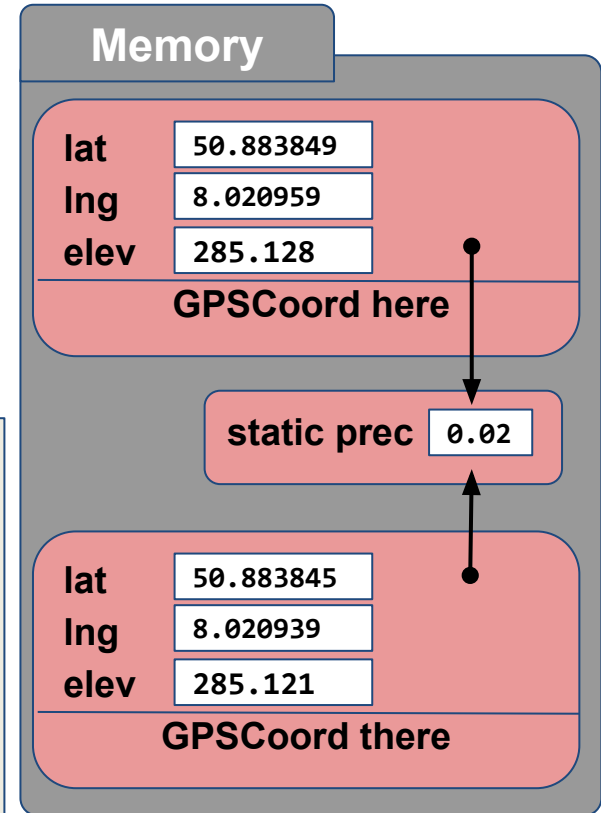 Memory
lat 50.883849
lng 8.020959
elev 285.128
GPSCoord here
static prec 0.02
lat 50.883845
lng 8.020939
elev 285.121
GPSCoord there